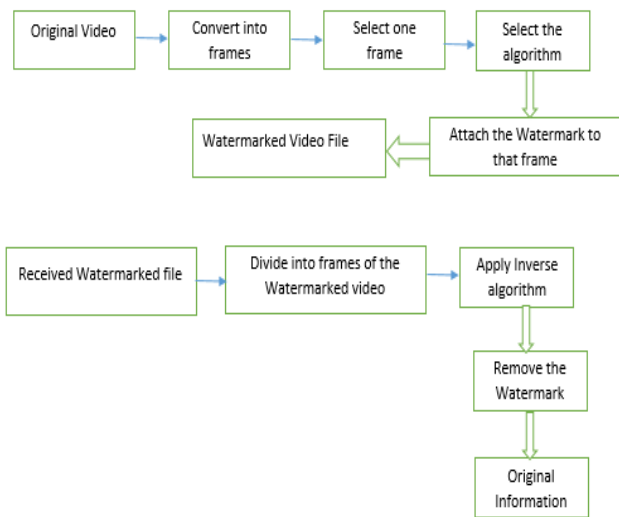 Original Video
Convert into
frames
Select one
frame
Select the
algorithm
Attach the Watermark to
that frame
Watermarked Video File
Received Watermarked file
Divide into frames of the
Watermarked video
Apply Inverse
algorithm
Remove the
Watermark
Original
Information